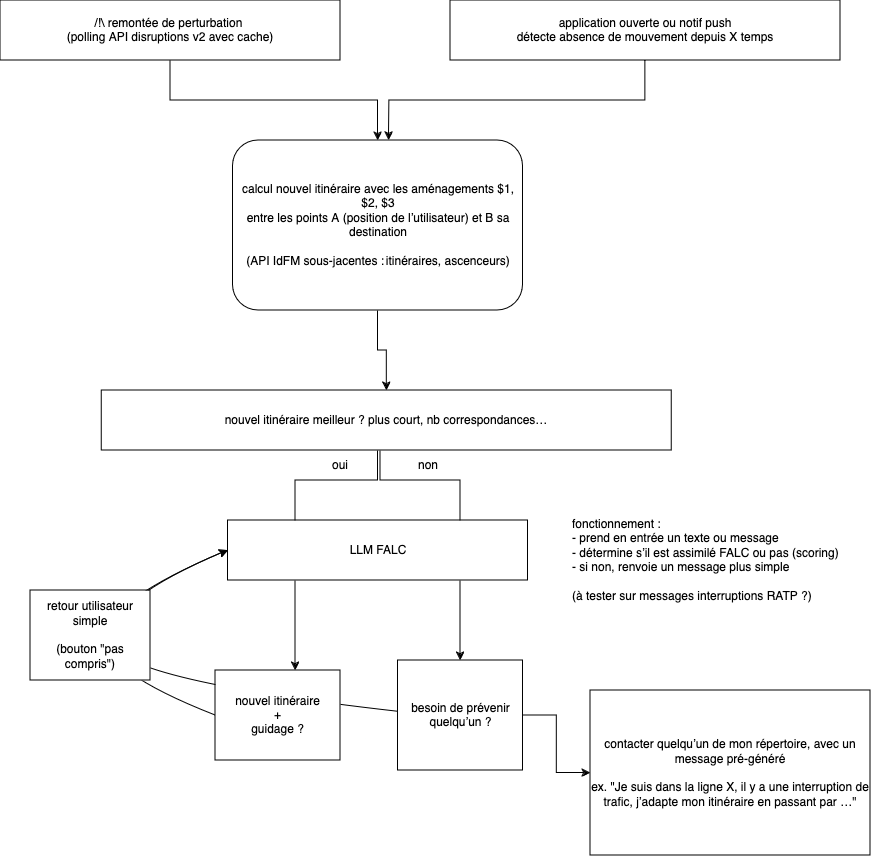 /!\ remontée de perturbation
(polling API disruptions v2 avec cache)
application ouverte ou notif push
détecte absence de mouvement depuis X temps
calcul nouvel itinéraire avec les aménagements $1,
$2, $3
entre les points A (position de l'utilsateur) et B sa
destination
(API IdFM sous-jacentes : itinéraires, ascenceurs)
nouvel itinéraire meilleur ? plus court, nb correspondances…
oui
non
LLM FALC
fonctionnement :
- prend en entrée un texte ou message
- détermine s'il est assimilé FALC ou pas (scoring)
- si non, renvoie un message plus simple
(à tester sur messages interruptions RATP ?)
retour utilisateur
simple
(bouton "pas
compris")
nouvel itinéraire
+
guidage ?
besoin de prévenir
quelqu'un ?
contacter quelqu'un de mon répertoire, avec un
message pré-généré
ex. "Je suis dans la ligne X, il y a une interruption de
trafic, j'adapte mon itinéraire en passant par …"